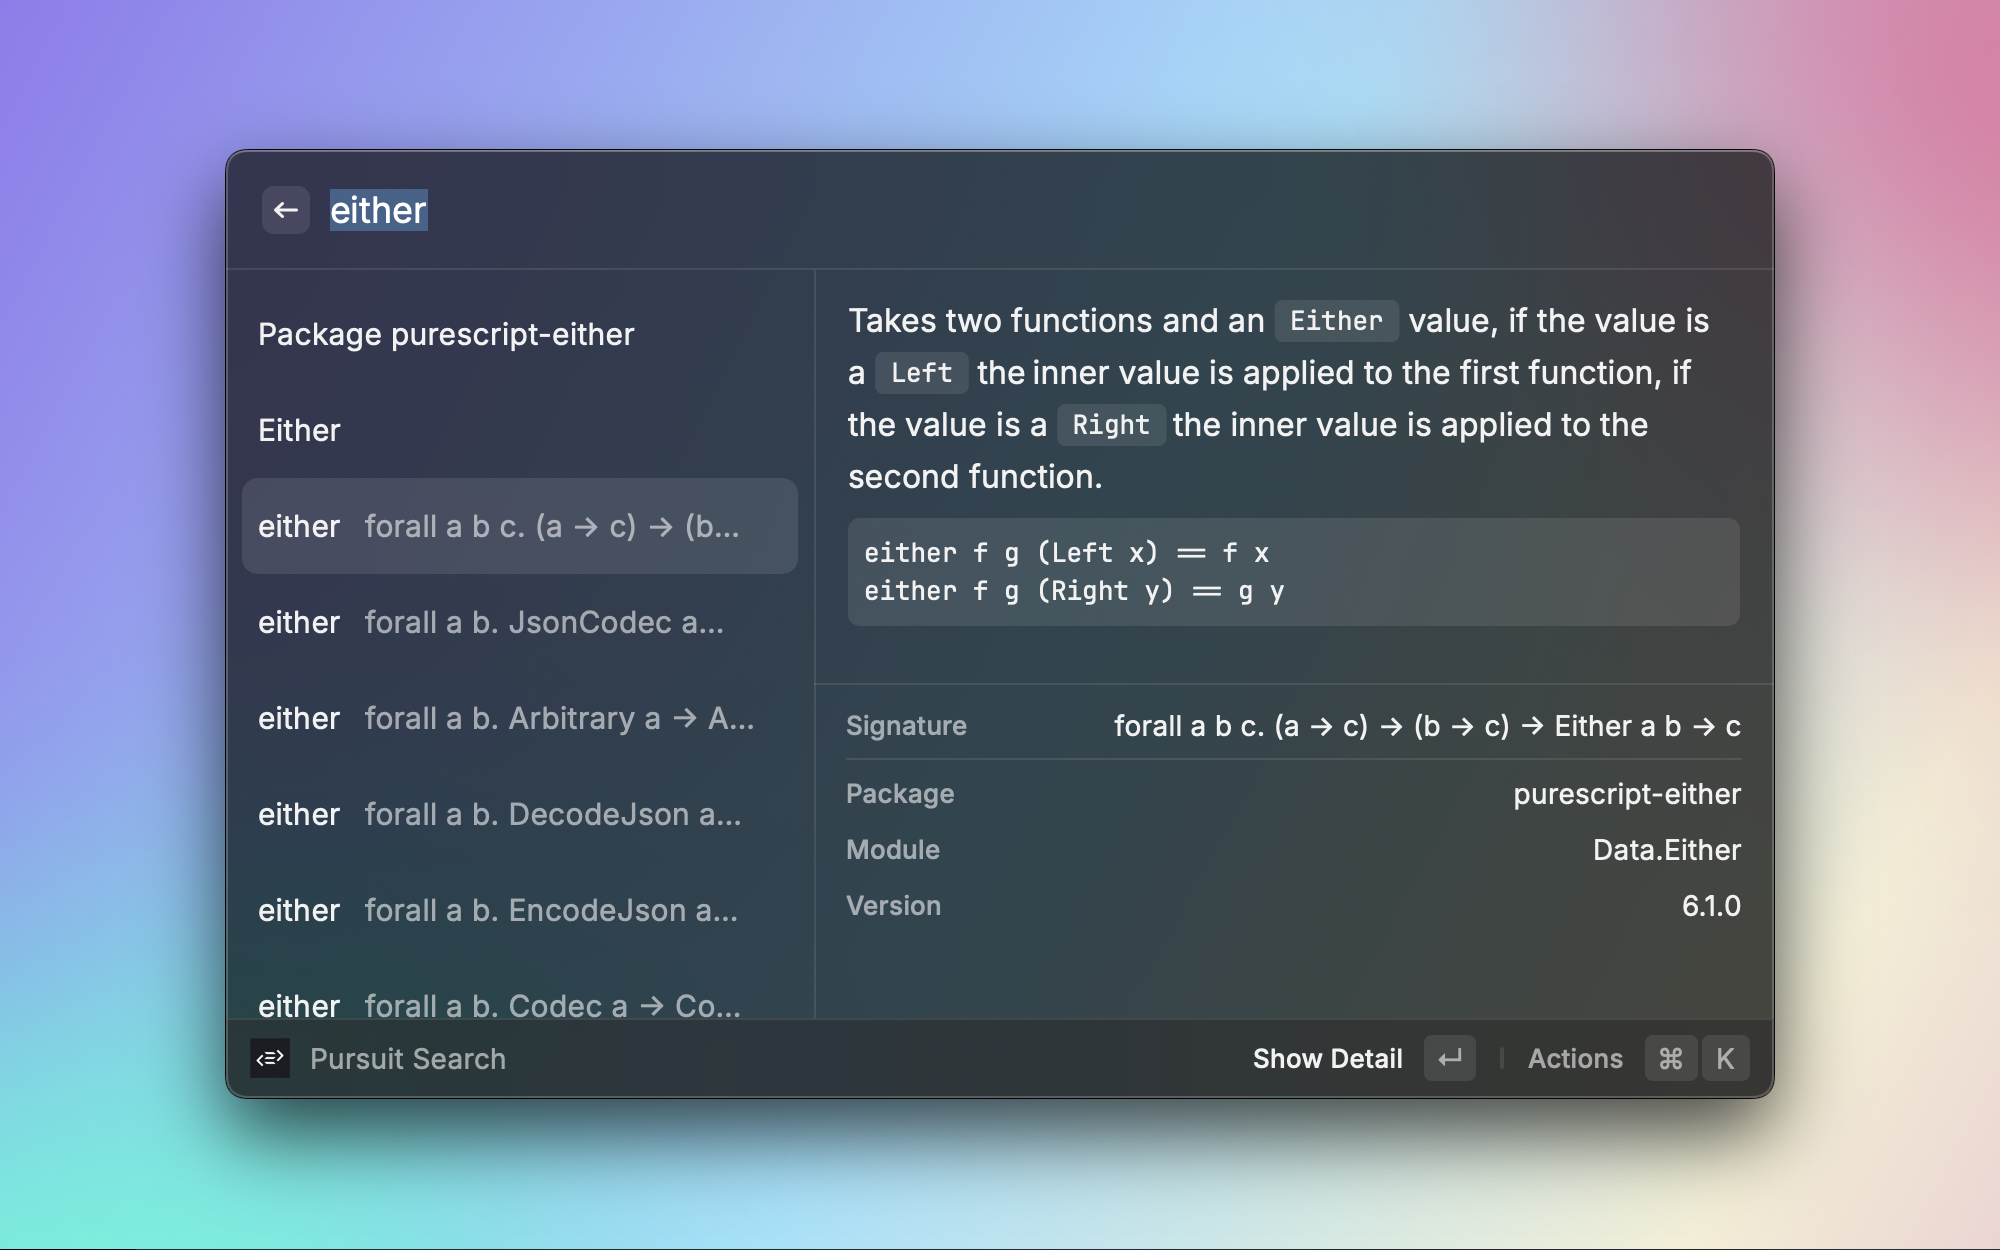 either
Package purescript-either
Either
either forall a b c. (a → c) → (b...
either forall a b. JsonCodec a...
either forall a b. Arbitrary a → A...
either forall a b. DecodeJson a...
either forall a b. EncodeJson a...
either forall a b. Codec a → Co...
Takes two functions and an Either value, if the value is
a Left the inner value is applied to the first function, if
the value is a Right the inner value is applied to the
second function.
either f g (Left x) == f x
either f g (Right y) == g y
Signature forall a b c. (a → c) → (b → c) → Either a b → c
Package purescript-either
Module Data.Either
Version 6.1.0
Pursuit Search Show Detail ↵ Actions ⌘ K